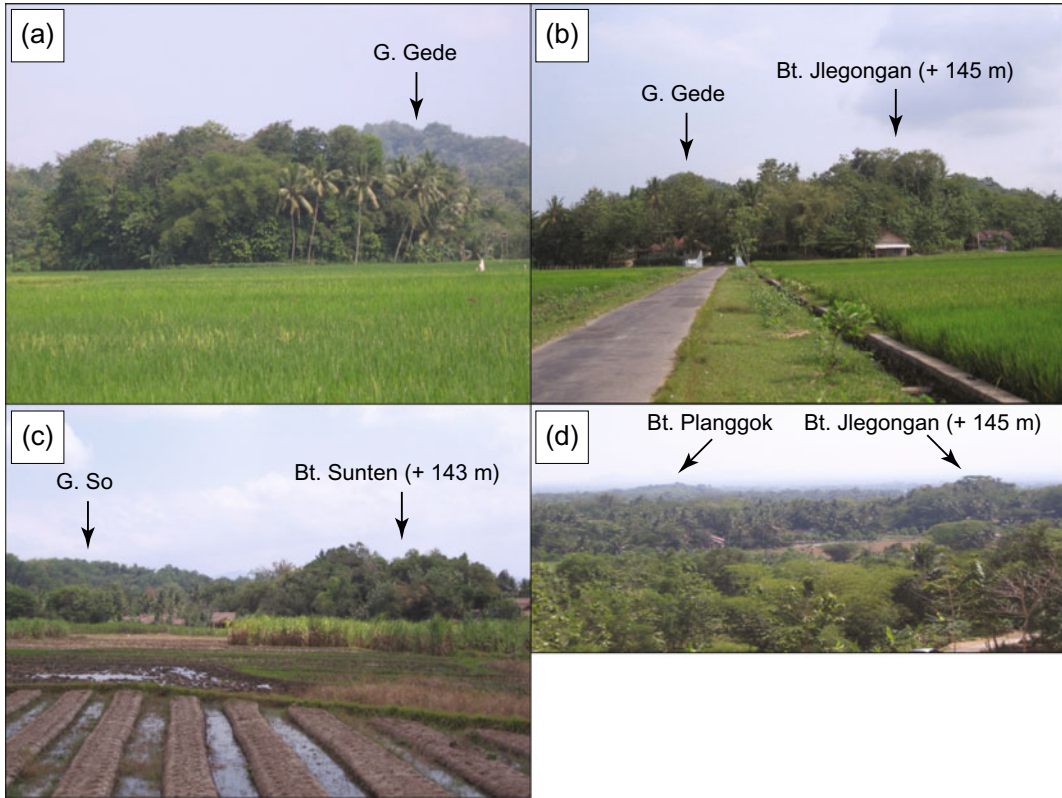 (a)
G. Gede
(b)
G. Gede
Bt. Jlegongan (+ 145 m)
(c)
G. So
Bt. Sunten (+ 143 m)
(d)
Bt. Planggok
Bt. Jlegongan (+ 145 m)